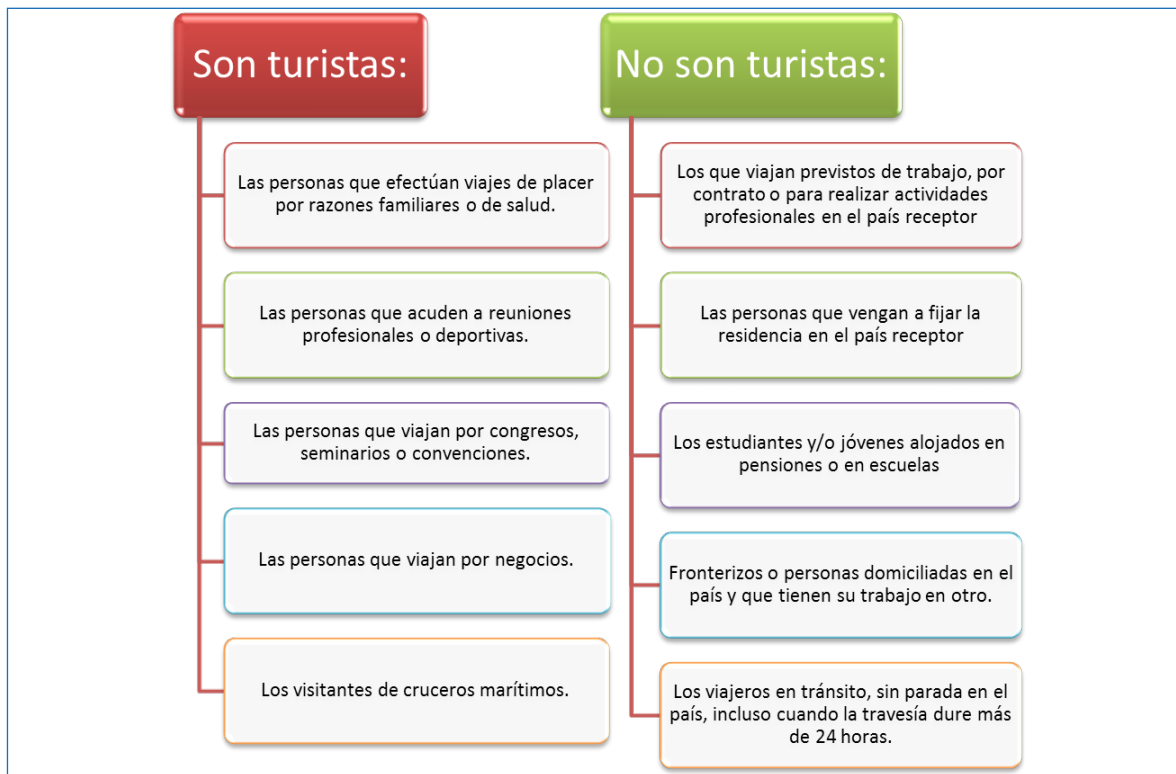 Son turistas:
Las personas que efectúan viajes de placer
por razones familiares o de salud.
Las personas que acuden a reuniones
profesionales o deportivas.
Las personas que viajan por congresos,
seminarios o convenciones.
Las personas que viajan por negocios.
Los visitantes de cruceros marítimos.
No son turistas:
Los que viajan previstos de trabajo, por
contrato o para realizar actividades
profesionales en el país receptor
Las personas que vengan a fijar la
residencia en el país receptor
Los estudiantes y/o jóvenes alojados en
pensiones o en escuelas
Fronterizos o personas domiciliadas en el
país y que tienen su trabajo en otro.
Los viajeros en tránsito, sin parada en el
país, incluso cuando la travesía dure más
de 24 horas.